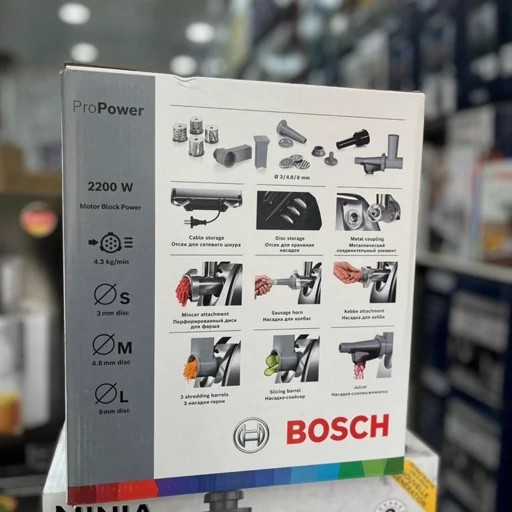 ProPower
2200 W
Motor Block Power
4.3 kg/min
S
3 mm disc
M
4.8 mm disc
L
8 mm disc
Ø 3/4.8/8 mm
Cable storage
Отсек для сетевого шнура
Disc storage
Отсек для хранения
насадок
Metal coupling
Металлический
соединительный элемент
Mincer attachment
Перфорированный диск
для фарша
Sausage horn
Насадка для колбас
Kebbe attachment
Насадка для кеббе
3 shredding barrels
3 насадки-терки
Slicing barrel
Насадка-слайсер
Juicer
Насадка-соковыжималка
BOSCH
ProPower
NINJA